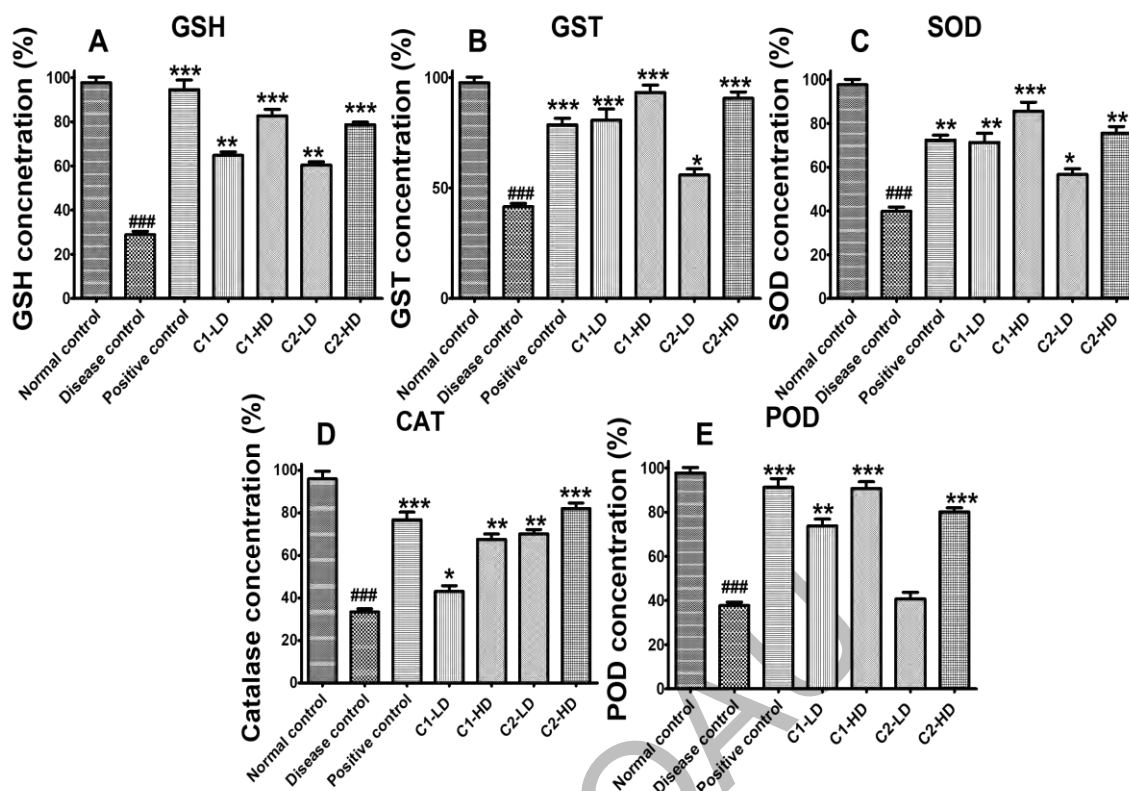 A
GSH
GSH concncetration (%)
100
80
60
40
20
0
###
***
**
***
**
***
Normal control
Disease control
Positive control
C1-LD
C1-HD
C2-LD
C2-HD
B
GST
GST concentration (%)
100
50
0
###
***
***
***
*
***
Normal control
Disease control
Positive control
C1-LD
C1-HD
C2-LD
C2-HD
C
SOD
SOD concentration (%)
100
80
60
40
20
0
###
**
**
***
*
**
Normal control
Disease control
Positive control
C1-LD
C1-HD
C2-LD
C2-HD
D
CAT
Catalase concentration (%)
100
80
60
40
20
0
###
***
*
**
**
***
Normal control
Disease control
Positive control
C1-LD
C1-HD
C2-LD
C2-HD
E
POD
POD concentration (%)
100
80
60
40
20
0
###
***
**
***
***
Normal control
Disease control
Positive control
C1-LD
C1-HD
C2-LD
C2-HD